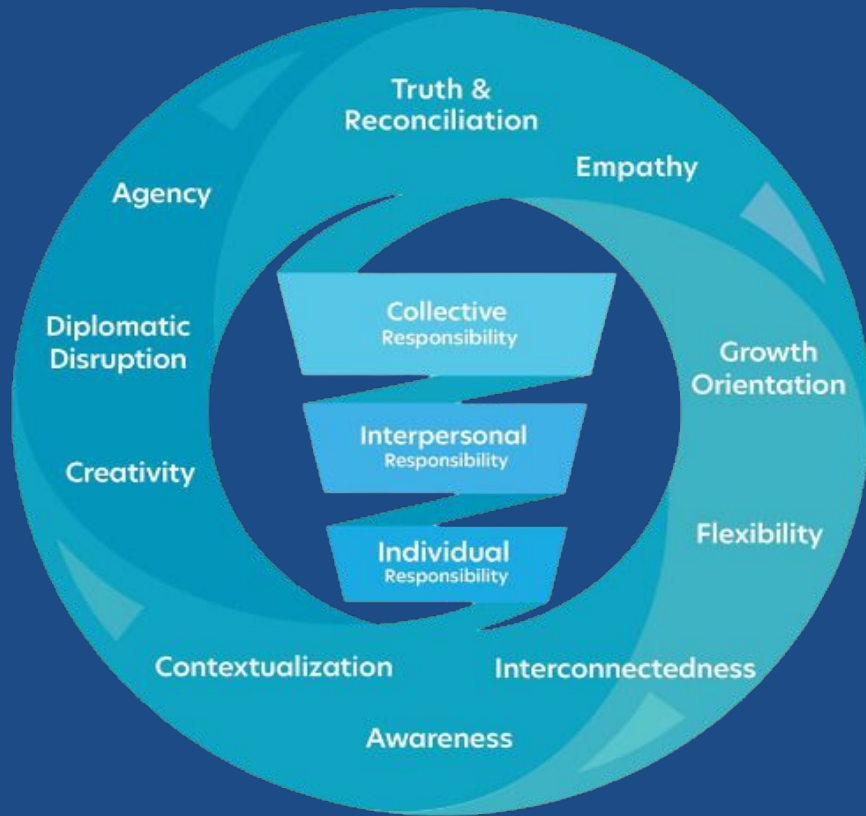 Truth &
Reconciliation
Empathy
Growth
Orientation
Flexibility
Interconnectedness
Awareness
Contextualization
Creativity
Diplomatic
Disruption
Agency
Collective
Responsibility
Interpersonal
Responsibility
Individual
Responsibility